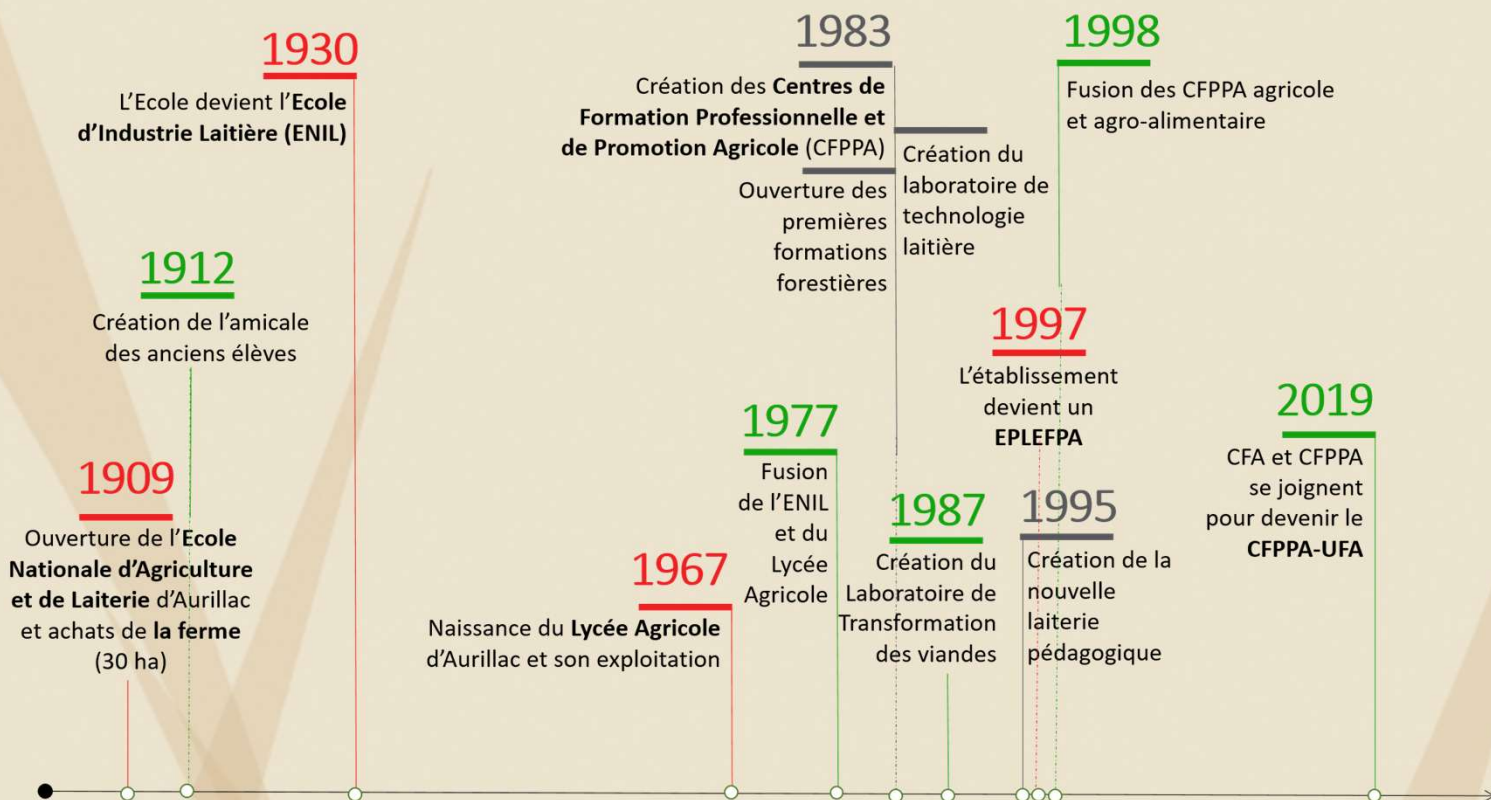 1909
Ouverture de l'Ecole
Nationale d'Agriculture
et de Laiterie d'Aurillac
et achats de la ferme
(30 ha)
1912
Création de l'amicale
des anciens élèves
1930
L'Ecole devient l'Ecole
d'Industrie Laitière (ENIL)
1967
Naissance du Lycée Agricole
d'Aurillac et son exploitation
1977
Fusion
de l'ENIL
et du
Lycée
Agricole
1983
Création des Centres de
Formation Professionnelle et
de Promotion Agricole (CFPPA)
Ouverture des
premières
formations
forestières
Création du
laboratoire de
technologie
laitière
1987
Création du
Laboratoire de
Transformation
des viandes
1995
Création de la
nouvelle
laiterie
pédagogique
1997
L'établissement
devient un
EPLEFPA
1998
Fusion des CFPPA agricole
et agro-alimentaire
2019
CFA et CFPPA
se joignent
pour devenir le
CFPPA-UFA